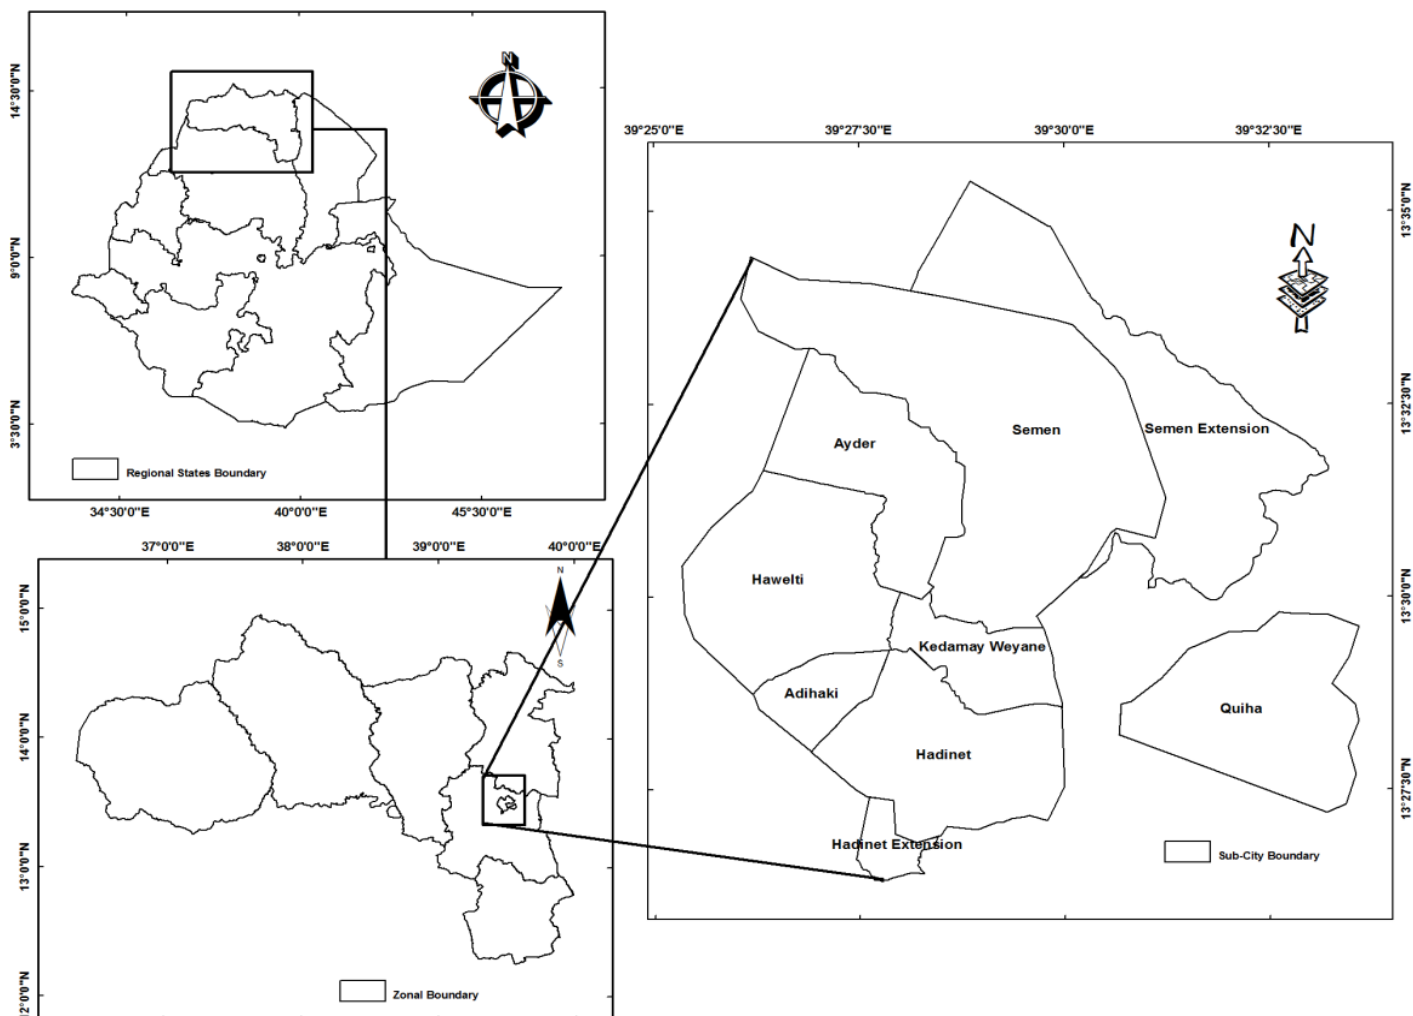 N
14°30'0"N
9°0'0"N
3°30'0"N
Regional States Boundary
34°30'0"E 40°0'0"E 45°30'0"E
37°0'0"E 38°0'0"E 39°0'0"E 40°0'0"E
N
S
15°0'0"N
14°0'0"N
13°0'0"N
12°0'0"N
Zonal Boundary
39°25'0"E 39°27'30"E 39°30'0"E 39°32'30"E
N
13°35'0"N
13°32'30"N
13°30'0"N
13°27'30"N
Semen Extension
Semen
Ayder
Hawelti
Kedamay Weyane
Adihaki
Quiha
Hadinet
Hadinet Extension
Sub-City Boundary